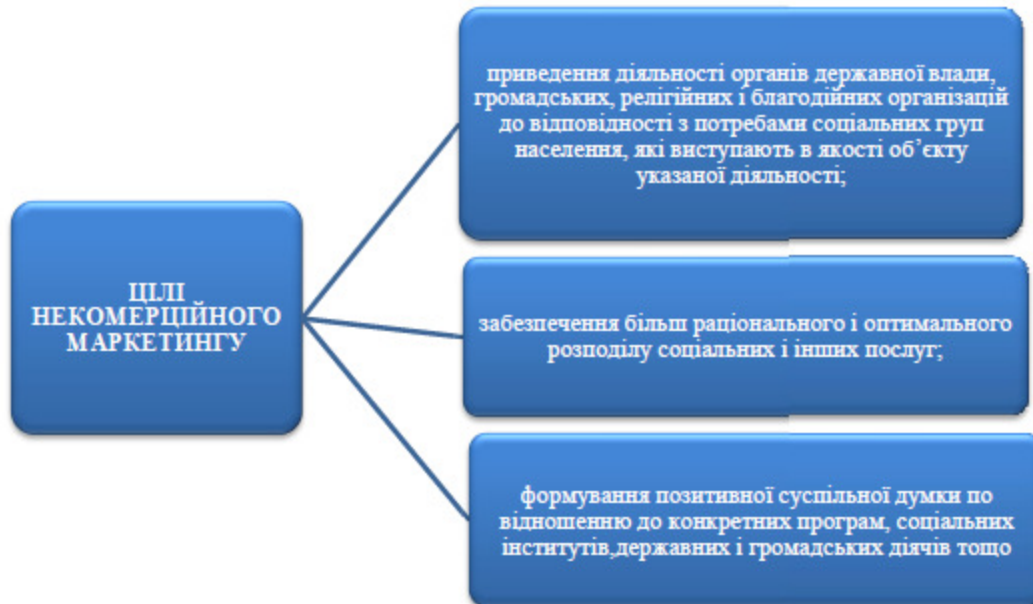 ЦІЛІ
НЕКОМЕРЦІЙНОГО
МАРКЕТИНГУ
приведення діяльності органів державної влади,
громадських, релігійних і благодійних організацій
до відповідності з потребами соціальних груп
населення, які виступають в якості об’єкту
указаної діяльності;
забезпечення більш раціонального і оптимального
розподілу соціальних і інших послуг;
формування позитивної суспільної думки по
відношенню до конкретних програм, соціальних
інститутів,державних і громадських діячів тощо